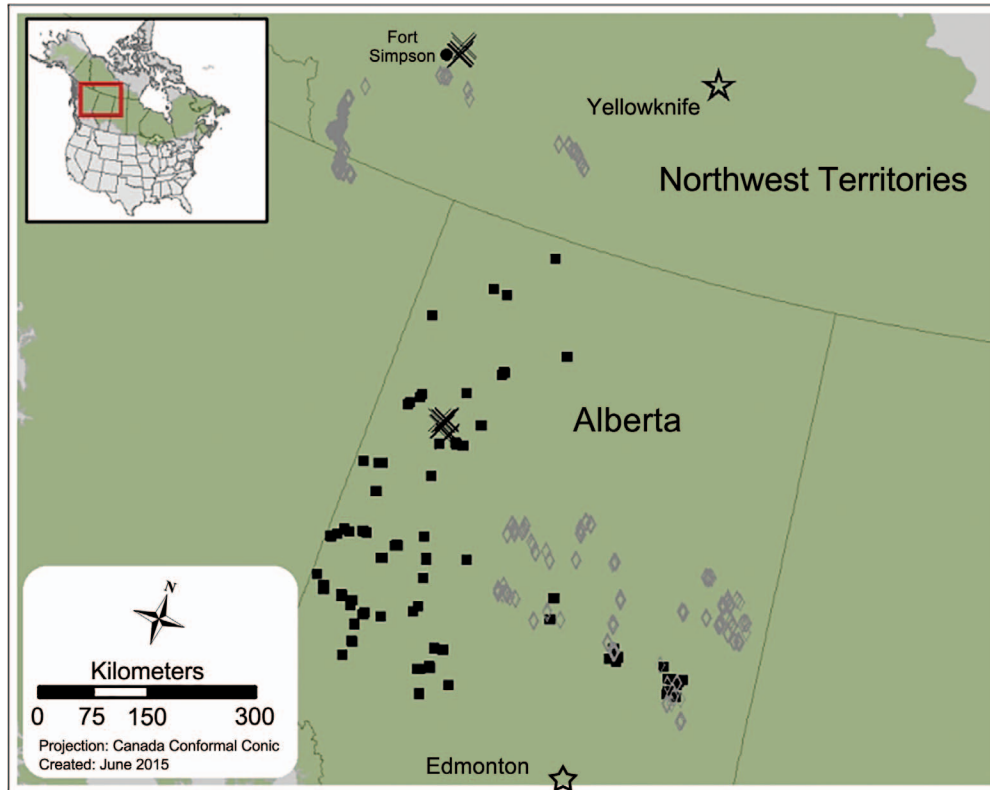 Fort
Simpson
Yellowknife
Northwest Territories
Alberta
N
Kilometers
0 75 150 300
Projection: Canada Conformal Conic
Created: June 2015
Edmonton